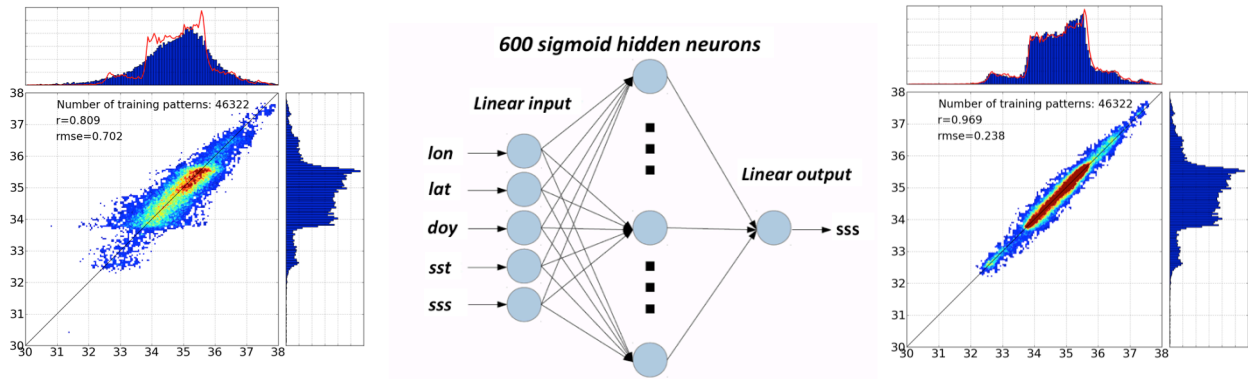 Number of training patterns: 46322
r=0.809
rmse=0.702
38
37
36
35
34
33
32
31
30
30 31 32 33 34 35 36 37 38
600 sigmoid hidden neurons
Linear input
lon
lat
doy
sst
sss
Linear output
sss
Number of training patterns: 46322
r=0.969
rmse=0.238
38
37
36
35
34
33
32
31
30
30 31 32 33 34 35 36 37 38